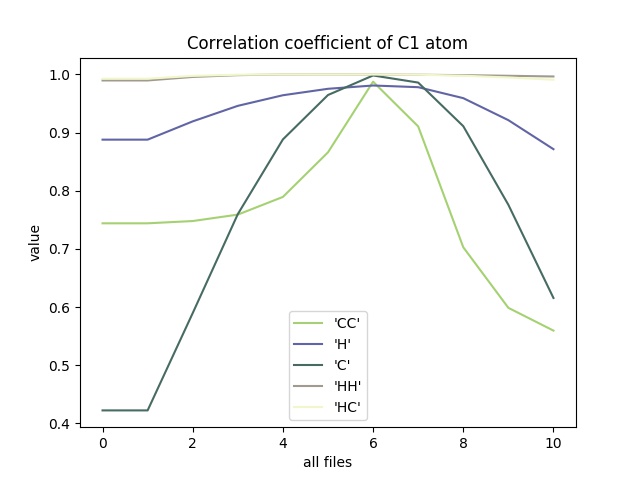 Correlation coefficient of C1 atom
value
1.0
0.9
0.8
0.7
0.6
0.5
0.4
'CC'
'H'
'C'
'HH'
'HC'
0 2 4 6 8 10
all files